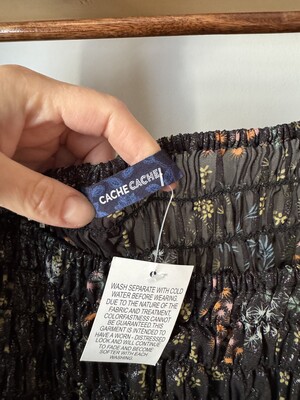 CACHE CACHE/
WASH SEPARATE WITH COLD
WATER BEFORE WEARING.
DUE TO THE NATURE OF THE
FABRIC AND TREATMENT,
COLORFASTNESS CANNOT
BE GUARANTEED. THIS
GARMENT IS INTENDED TO
HAVE A WORN - DISTRESSED
LOOK AND WILL CONTINUE
TO FADE AND BECOME
SOFTER WITH EACH
WASHING.